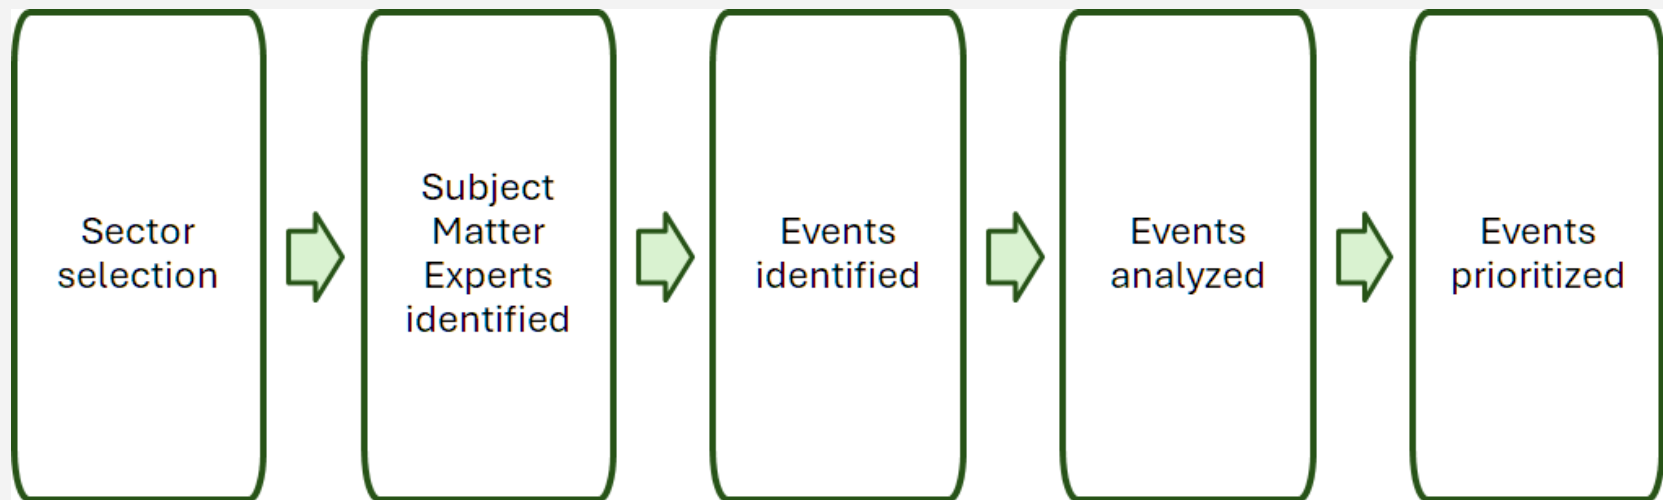 Sector
selection
Subject
Matter
Experts
identified
Events
identified
Events
analyzed
Events
prioritized